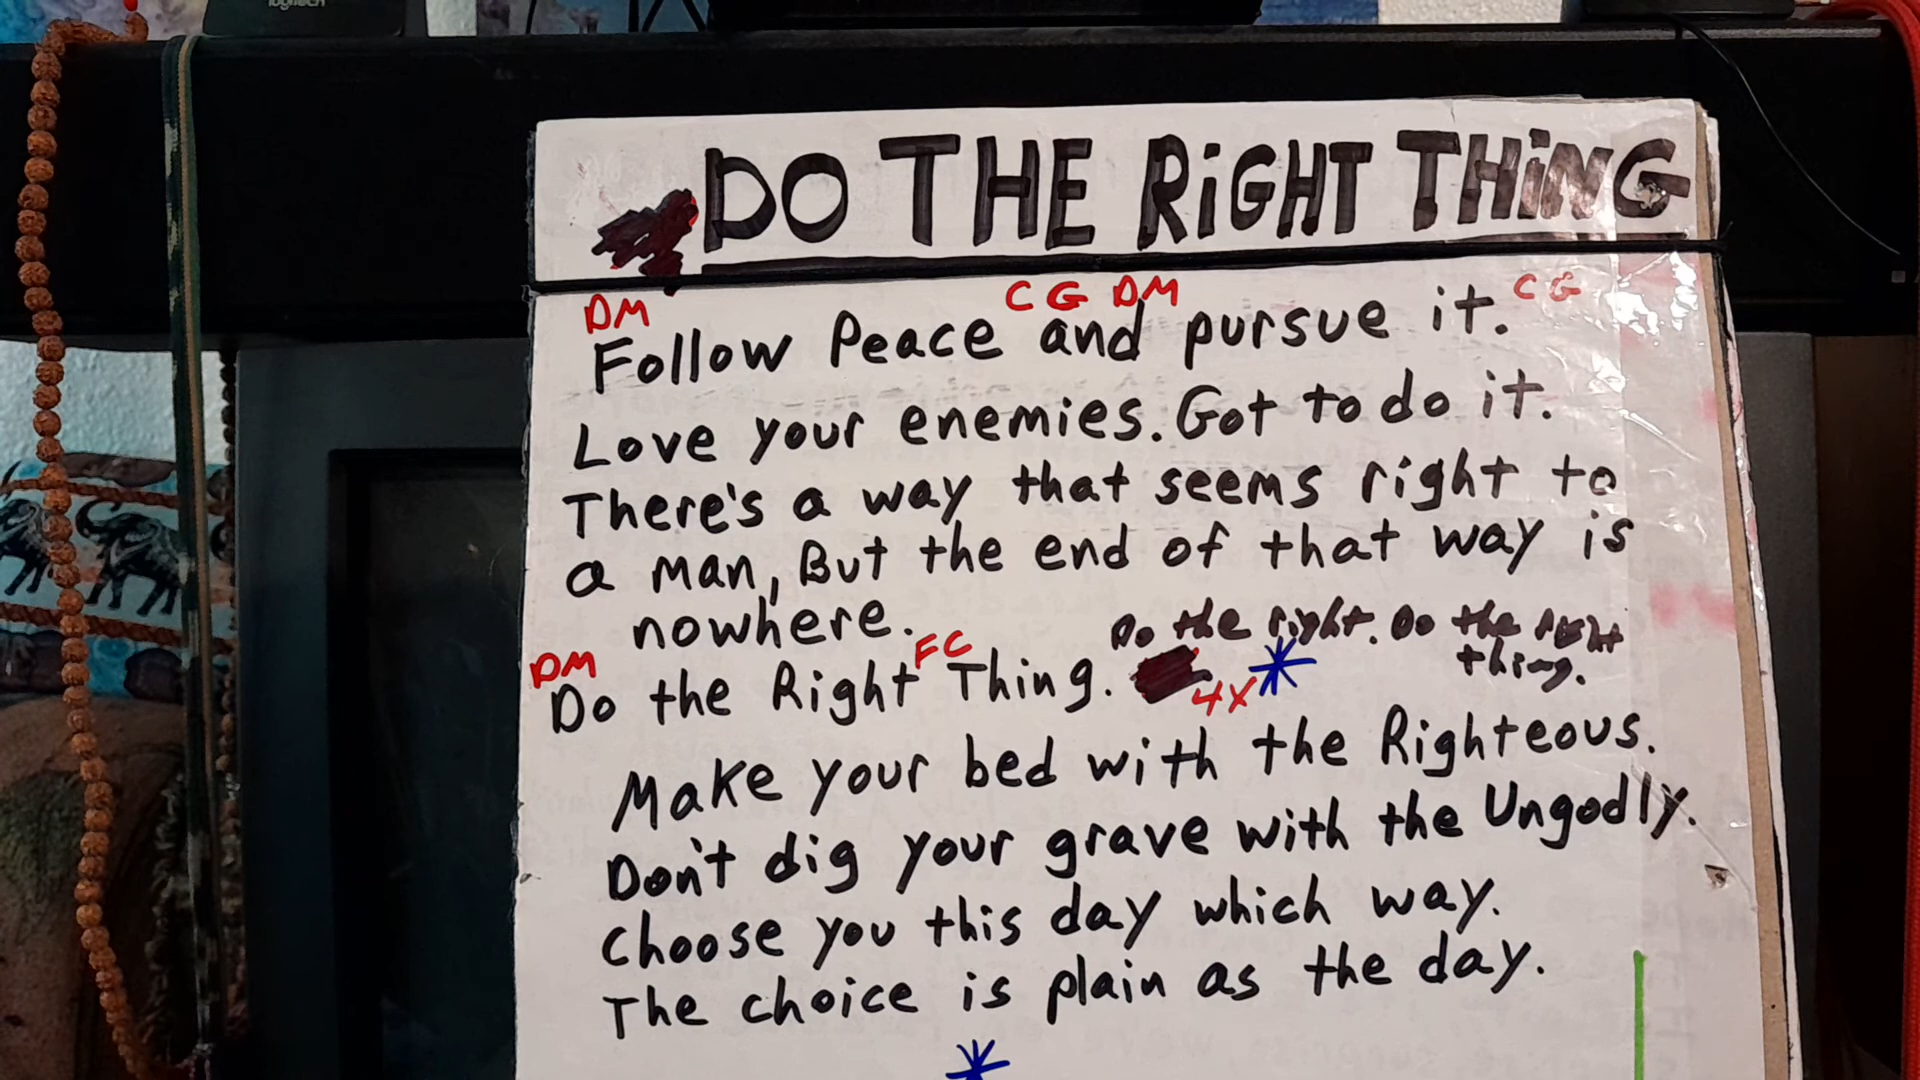 logitech
DO THE RIGHT THING
DM C G DM C G
Follow Peace and pursue it.
Love your enemies. Got to do it.
There's a way that seems right to
a man, But the end of that way is
nowhere.
Do the right. Do the right
thing.
DM FC
Do the Right Thing. 4X *
Make your bed with the Righteous.
Don't dig your grave with the Ungodly.
Choose you this day which way.
The choice is plain as the day.
*